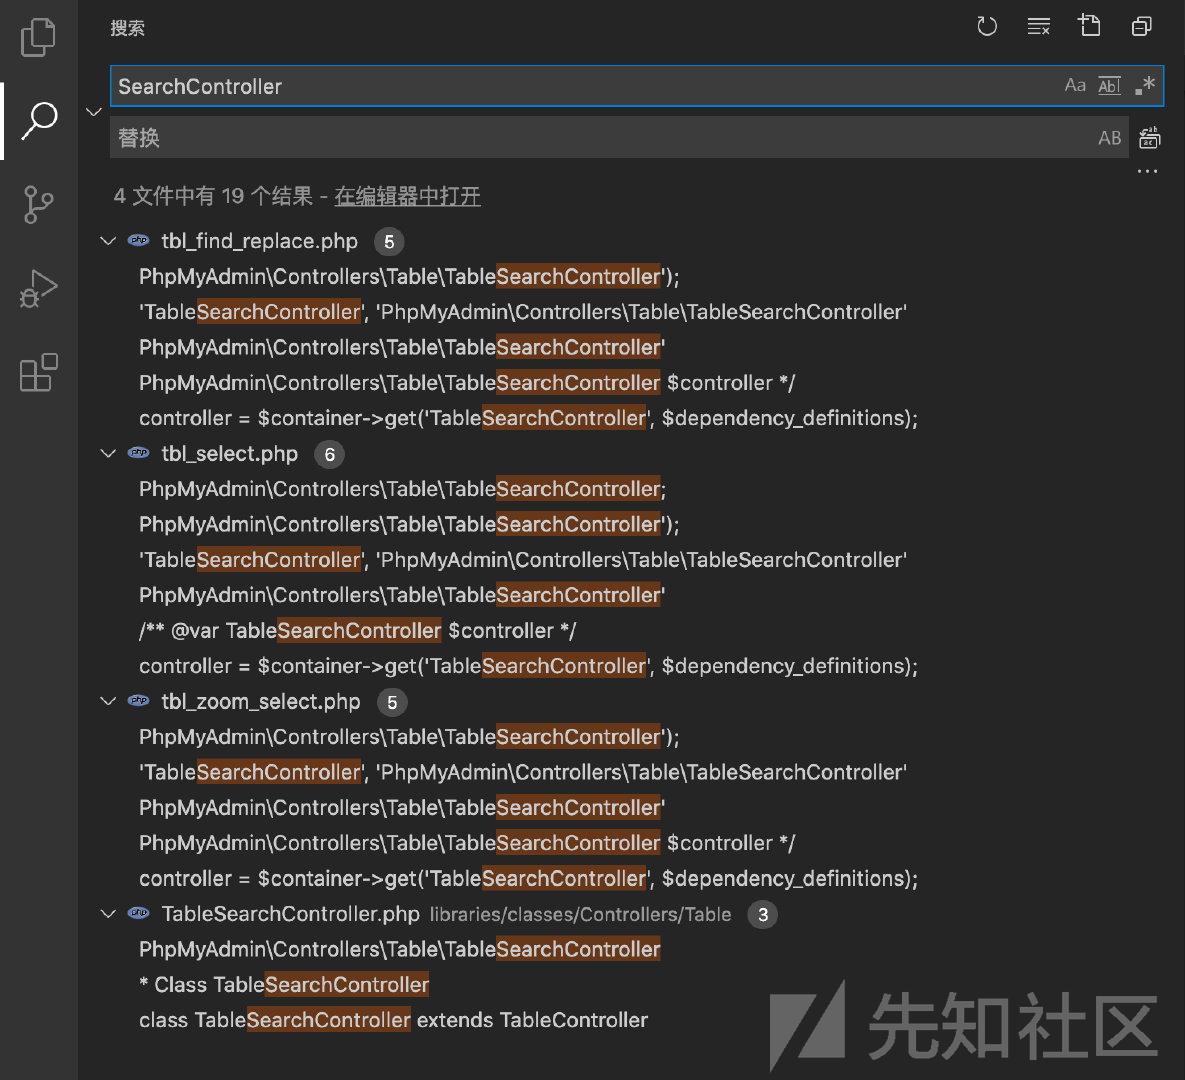 搜索
SearchController
Aa Abl .*
替换
AB
4 文件中有 19 个结果 - 在编辑器中打开
tbl_find_replace.php 5
PhpMyAdmin\Controllers\Table\TableSearchController');
'TableSearchController', 'PhpMyAdmin\Controllers\Table\TableSearchController'
PhpMyAdmin\Controllers\Table\TableSearchController'
PhpMyAdmin\Controllers\Table\TableSearchController $controller */
controller = $container->get('TableSearchController', $dependency_definitions);
tbl_select.php 6
PhpMyAdmin\Controllers\Table\TableSearchController;
PhpMyAdmin\Controllers\Table\TableSearchController');
'TableSearchController', 'PhpMyAdmin\Controllers\Table\TableSearchController'
PhpMyAdmin\Controllers\Table\TableSearchController'
/** @var TableSearchController $controller */
controller = $container->get('TableSearchController', $dependency_definitions);
tbl_zoom_select.php 5
PhpMyAdmin\Controllers\Table\TableSearchController');
'TableSearchController', 'PhpMyAdmin\Controllers\Table\TableSearchController'
PhpMyAdmin\Controllers\Table\TableSearchController'
PhpMyAdmin\Controllers\Table\TableSearchController $controller */
controller = $container->get('TableSearchController', $dependency_definitions);
TableSearchController.php libraries/classes/Controllers/Table 3
PhpMyAdmin\Controllers\Table\TableSearchController
* Class TableSearchController
class TableSearchController extends TableController
先知社区